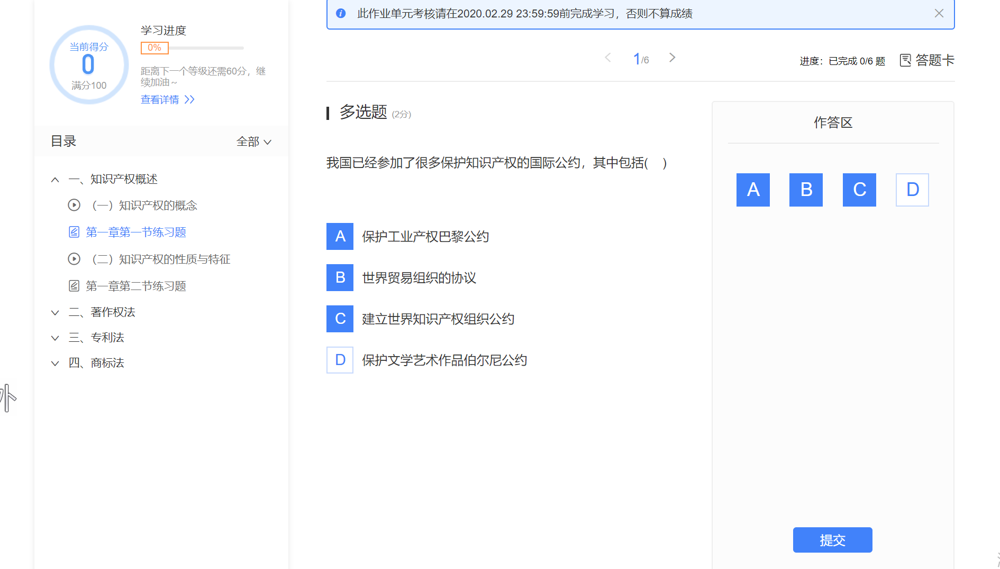 此作业单元考核请在2020.02.29 23:59:59前完成学习，否则不算成绩
学习进度
当前得分
0%
0
满分100
距离下一个等级还需60分，继
续加油～
查看详情
1/6
进度：已完成 0/6 题
答题卡
目录
全部
一、知识产权概述
（一）知识产权的概念
第一章第一节练习题
（二）知识产权的性质与特征
第一章第二节练习题
二、著作权法
三、专利法
四、商标法
多选题 (2分)
我国已经参加了很多保护知识产权的国际公约，其中包括( )
A 保护工业产权巴黎公约
B 世界贸易组织的协议
C 建立世界知识产权组织公约
D 保护文学艺术作品伯尔尼公约
作答区
A B C D
提交